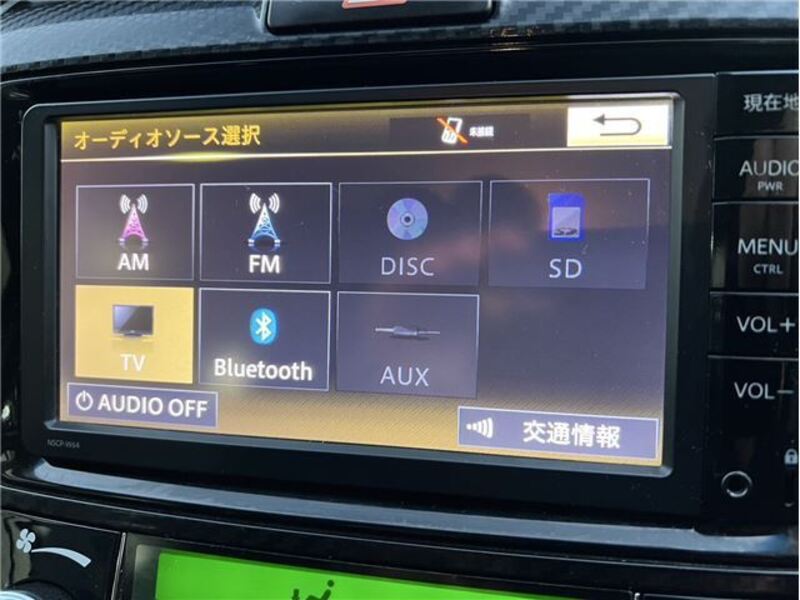 オーディオソース選択
未接続
AM
FM
DISC
SD
TV
Bluetooth
AUX
AUDIO OFF
交通情報
NSCP-W64
現在地
AUDIO
PWR
MENU
CTRL
VOL+
VOL−